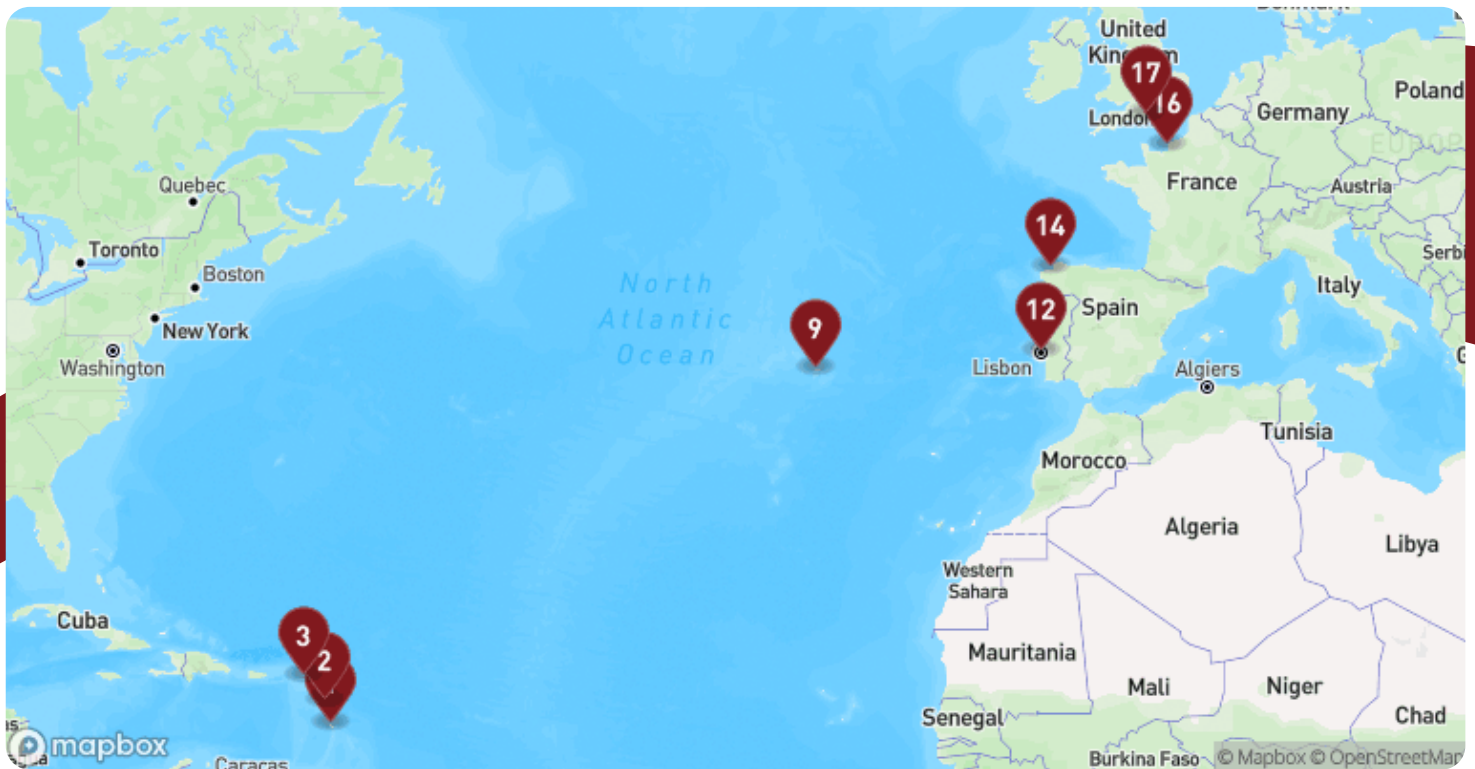 United
Kingdom
17
16
London
Poland
Germany
EUROP
France
Austria
Quebec
Toronto
Boston
New York
Washington
14
Serbi
Italy
North
Atlantic
Ocean
9
12
Spain
Lisbon
Algiers
Tunisia
Morocco
Algeria
Libya
Western
Sahara
Cuba
3
2
Mauritania
Mali
Niger
Chad
Senegal
Burkina Faso
Caracas
mapbox
© Mapbox © OpenStreetMap